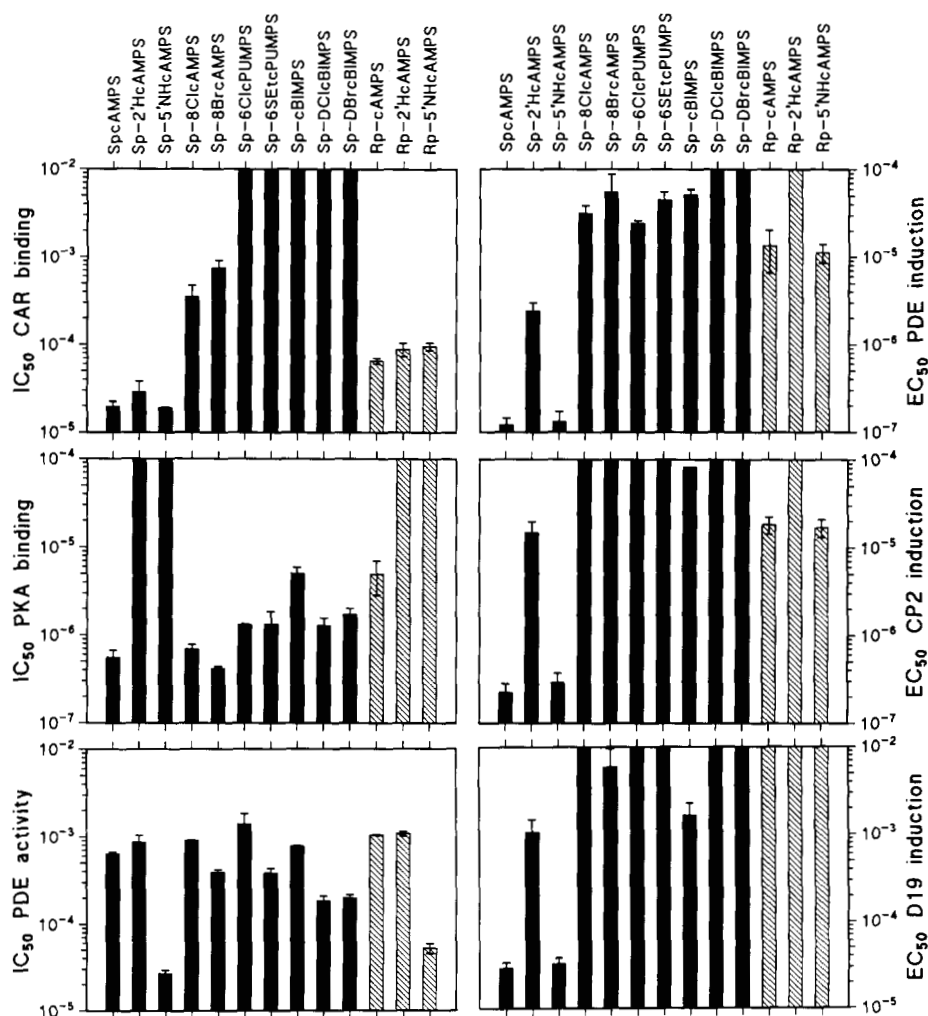 SpcAMPS
Sp-2'HcAMPS
Sp-5'NHcAMPS
Sp-8ClcAMPS
Sp-8BrcAMPS
Sp-6ClcPUMPS
Sp-6SEtcPUMPS
Sp-cBIMPS
Sp-DClcBIMPS
Sp-DBrcBIMPS
Rp-cAMPS
Rp-2'HcAMPS
Rp-5'NHcAMPS
SpcAMPS
Sp-2'HcAMPS
Sp-5'NHcAMPS
Sp-8ClcAMPS
Sp-8BrcAMPS
Sp-6ClcPUMPS
Sp-6SEtcPUMPS
Sp-cBIMPS
Sp-DClcBIMPS
Sp-DBrcBIMPS
Rp-cAMPS
Rp-2'HcAMPS
Rp-5'NHcAMPS
IC50 CAR binding
10^-2
10^-3
10^-4
10^-5
10^-4
10^-5
10^-6
10^-7
EC50 PDE induction
IC50 PKA binding
10^-4
10^-5
10^-6
10^-7
10^-4
10^-5
10^-6
10^-7
EC50 CP2 induction
IC50 PDE activity
10^-2
10^-3
10^-4
10^-5
10^-2
10^-3
10^-4
10^-5
EC50 D19 induction